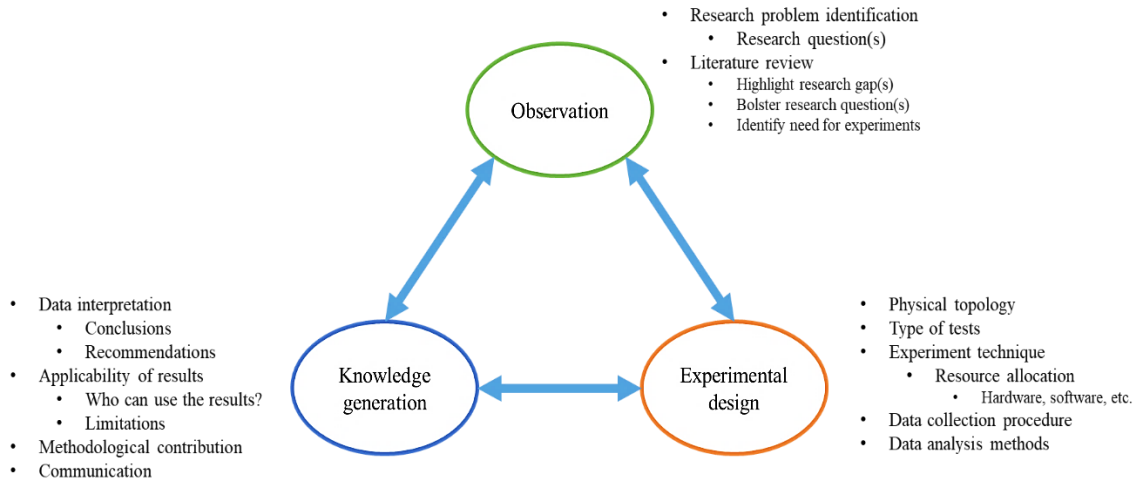 • Research problem identification
• Research question(s)
• Literature review
• Highlight research gap(s)
• Bolster research question(s)
• Identify need for experiments
Observation
• Data interpretation
• Conclusions
• Recommendations
• Applicability of results
• Who can use the results?
• Limitations
• Methodological contribution
• Communication
Knowledge
generation
Experimental
design
• Physical topology
• Type of tests
• Experiment technique
• Resource allocation
• Hardware, software, etc.
• Data collection procedure
• Data analysis methods